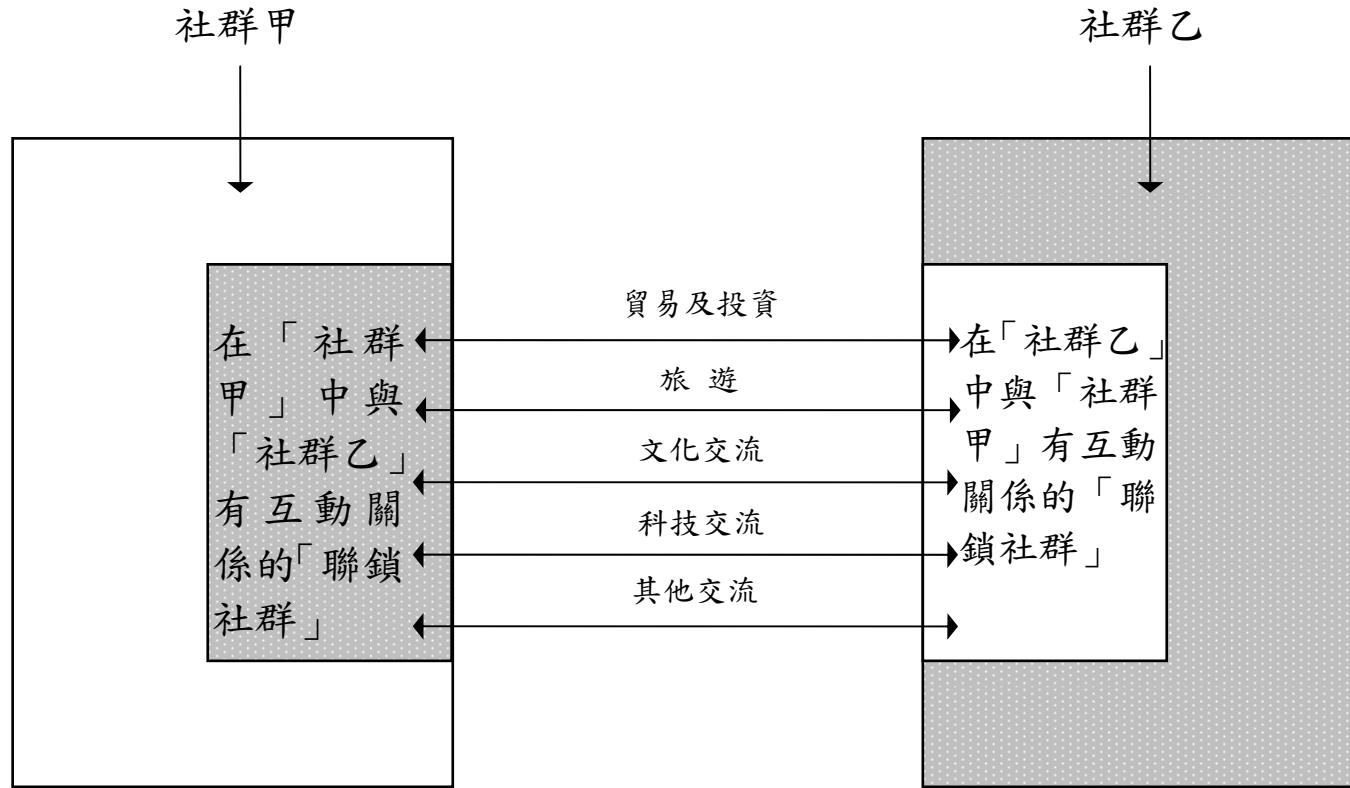 社群甲
社群乙
在「社群
甲」中與
「社群乙」
有互動關
係的「聯鎖
社群」
貿易及投資
旅 遊
文化交流
科技交流
其他交流
在「社群乙」
中與「社群
甲」有互動
關係的「聯
鎖社群」